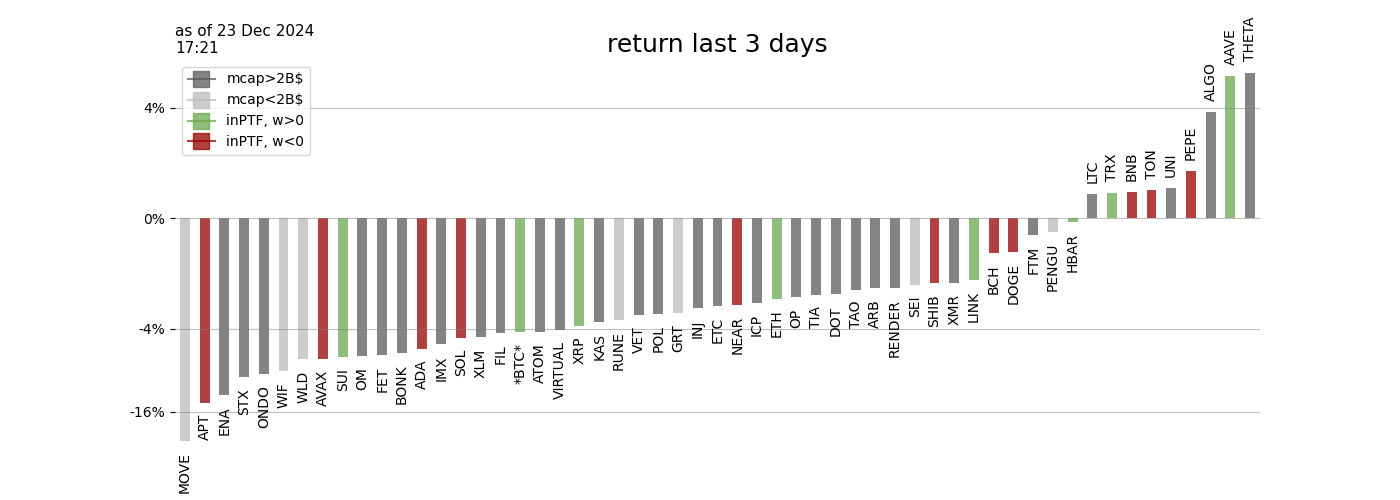 as of 23 Dec 2024
17:21
return last 3 days
mcap>2B$
mcap<2B$
inPTF, w>0
inPTF, w<0
4%
0%
-4%
-16%
MOVE
APT
ENA
STX
ONDO
WIF
WLD
AVAX
SUI
OM
FET
BONK
ADA
IMX
SOL
XLM
FIL
*BTC*
ATOM
VIRTUAL
XRP
KAS
RUNE
VET
POL
GRT
INJ
ETC
NEAR
ICP
ETH
OP
TIA
DOT
TAO
ARB
RENDER
SEI
SHIB
XMR
LINK
BCH
DOGE
FTM
PENGU
HBAR
LTC
TRX
BNB
TON
UNI
PEPE
ALGO
AAVE
THETA